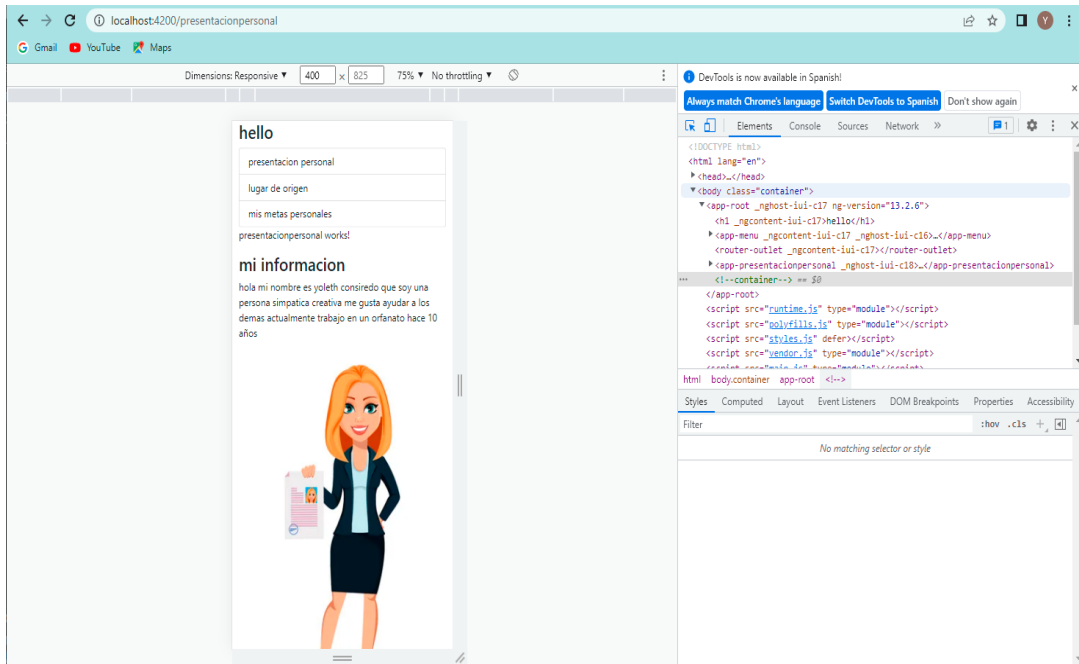 localhost:4200/presentacionpersonal
Y
Gmail YouTube Maps
Dimensions: Responsive ▼ 400 x 825 75% ▼ No throttling ▼
hello
presentacion personal
lugar de origen
mis metas personales
presentacionpersonal works!
mi informacion
hola mi nombre es yoleth consiredo que soy una
persona simpatica creativa me gusta ayudar a los
demas actualmente trabajo en un orfanato hace 10
años
DevTools is now available in Spanish!
Always match Chrome's language Switch DevTools to Spanish Don't show again
Elements Console Sources Network » 1
<!DOCTYPE html>
<html lang="en">
<head>…</head>
<body class="container">
<app-root _nghost-iui-c17 ng-version="13.2.6">
<h1 _ngcontent-iui-c17>hello</h1>
<app-menu _ngcontent-iui-c17 _nghost-iui-c16>…</app-menu>
<router-outlet _ngcontent-iui-c17></router-outlet>
<app-presentacionpersonal _nghost-iui-c18>…</app-presentacionpersonal>
<!--container--> == $0
</app-root>
<script src="runtime.js" type="module"></script>
<script src="polyfills.js" type="module"></script>
<script src="styles.js" defer></script>
<script src="vendor.js" type="module"></script>
<script src="main.js" type="module"></script>
html body.container app-root <!-->
Styles Computed Layout Event Listeners DOM Breakpoints Properties Accessibility
Filter :hov .cls +
No matching selector or style